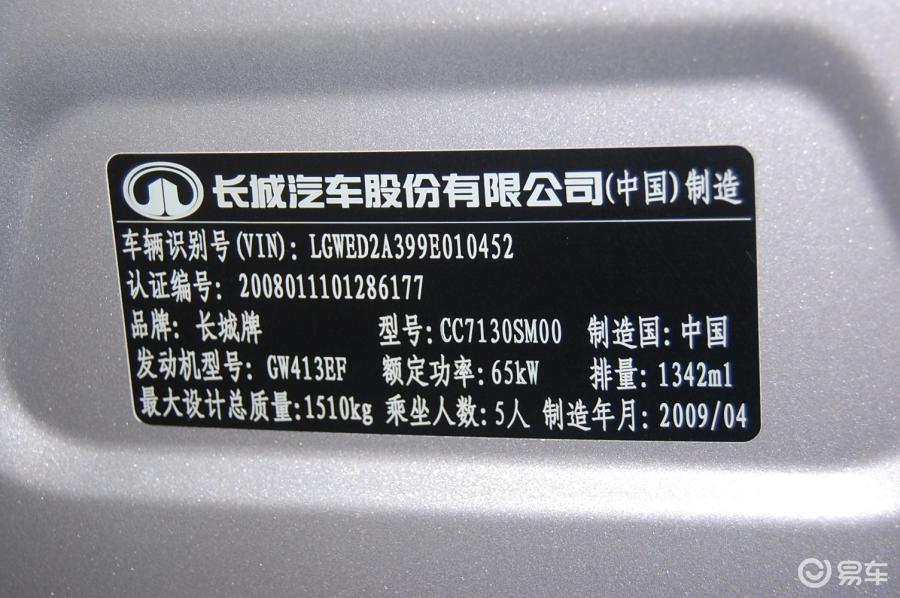 长城汽车股份有限公司(中国)制造
车辆识别号(VIN): LGWED2A399E010452
认证编号: 2008011101286177
品牌: 长城牌 型号:CC7130SM00 制造国:中国
发动机型号: GW413EF 额定功率:65kW 排量: 1342ml
最大设计总质量:1510kg 乘坐人数:5人 制造年月: 2009/04
易车